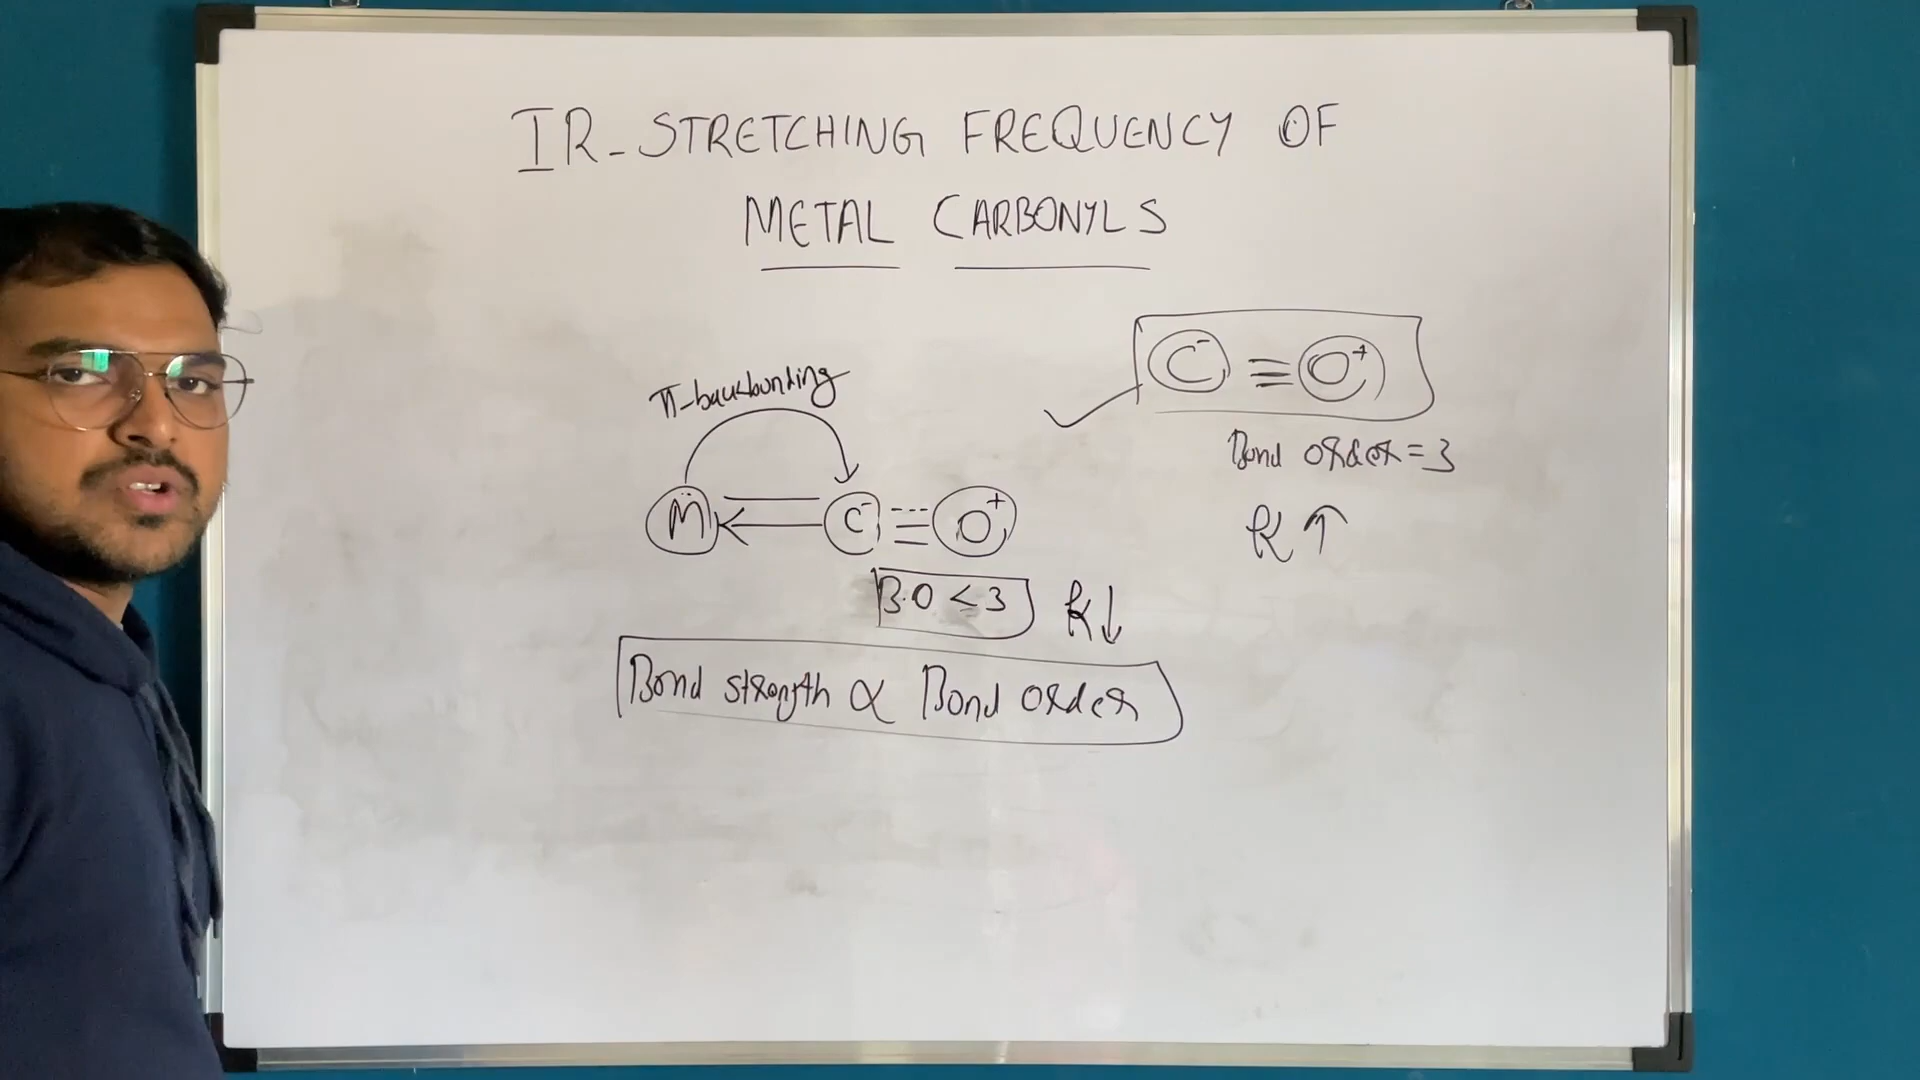 IR-STRETCHING FREQUENCY OF
METAL CARBONYLS
C⁻ ≡ O⁺
Bond order = 3
K ↑
π-backbonding
M̈ ⇐ C⁻ ≡ O⁺
B.O < 3
K ↓
Bond strength ∝ Bond order